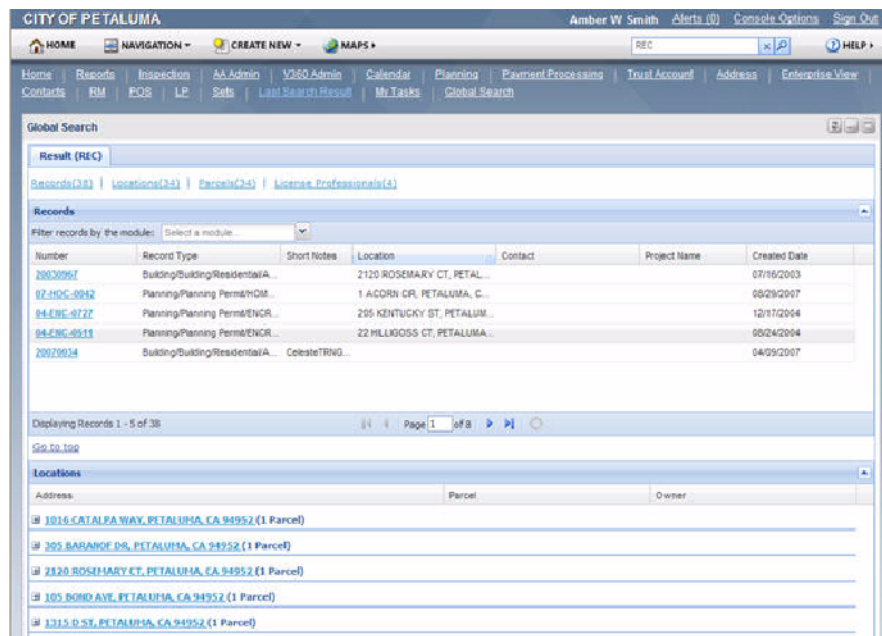 CITY OF PETALUMA Amber W Smith Alerts (0) Console Options Sign Out
HOME NAVIGATION CREATE NEW MAPS REC HELP
Home | Reports | Inspection | AA Admin | V360 Admin | Calendar | Planning | Payment Processing | Trust Account | Address | Enterprise View |
Contacts | RM | POS | LP | Sets | Last Search Result | My Tasks | Global Search
Global Search
Result (REC)
Records(38) | Locations(34) | Parcels(34) | License Professionals(4)
Records
Filter records by the module: Select a module...
Number Record Type Short Notes Location Contact Project Name Created Date
20030967 Building/Building/Residential/A... 2120 ROSEMARY CT, PETAL... 07/16/2003
07-HOC-0042 Planning/Planning Permit/HOM... 1 ACORN CIR, PETALUMA, C... 08/29/2007
04-ENC-0727 Planning/Planning Permit/ENCR... 205 KENTUCKY ST, PETALUM... 12/17/2004
04-ENC-0511 Planning/Planning Permit/ENCR... 22 HILLIGOSS CT, PETALUMA... 08/24/2004
20070034 Building/Building/Residential/A... CelesteTRNG... 04/09/2007
Displaying Records 1 - 5 of 38 Page 1 of 8
Go to top
Locations
Address Parcel Owner
1016 CATALPA WAY, PETALUMA, CA 94952 (1 Parcel)
305 BARANOF DR, PETALUMA, CA 94952 (1 Parcel)
2120 ROSEMARY CT, PETALUMA, CA 94952 (1 Parcel)
105 BOND AVE, PETALUMA, CA 94952 (1 Parcel)
1315 D ST, PETALUMA, CA 94952 (1 Parcel)